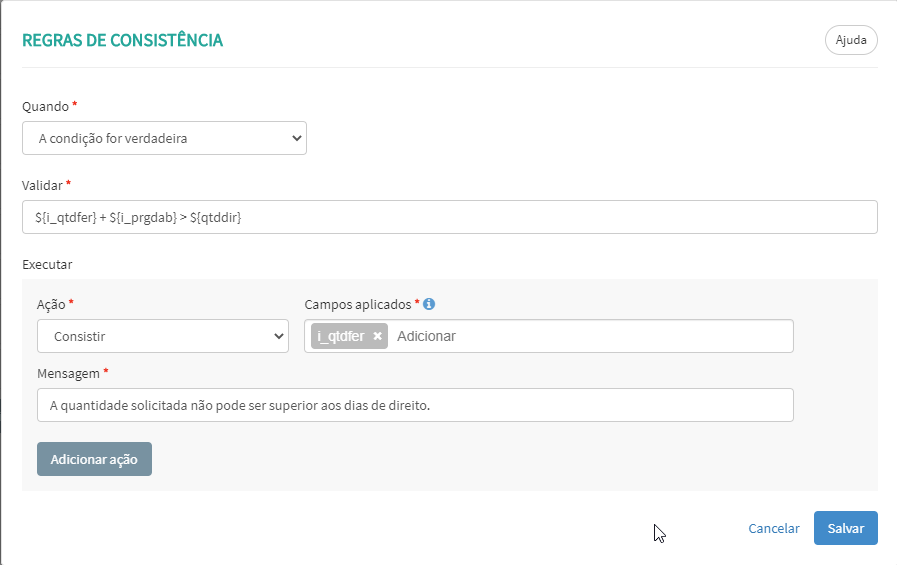 REGRAS DE CONSISTÊNCIA
Ajuda
Quando *
A condição for verdadeira
Validar *
${i_qtdfer} + ${i_prgdab} > ${qtddir}
Executar
Ação *
Campos aplicados *
Consistir
i_qtdfer × Adicionar
Mensagem *
A quantidade solicitada não pode ser superior aos dias de direito.
Adicionar ação
Cancelar
Salvar